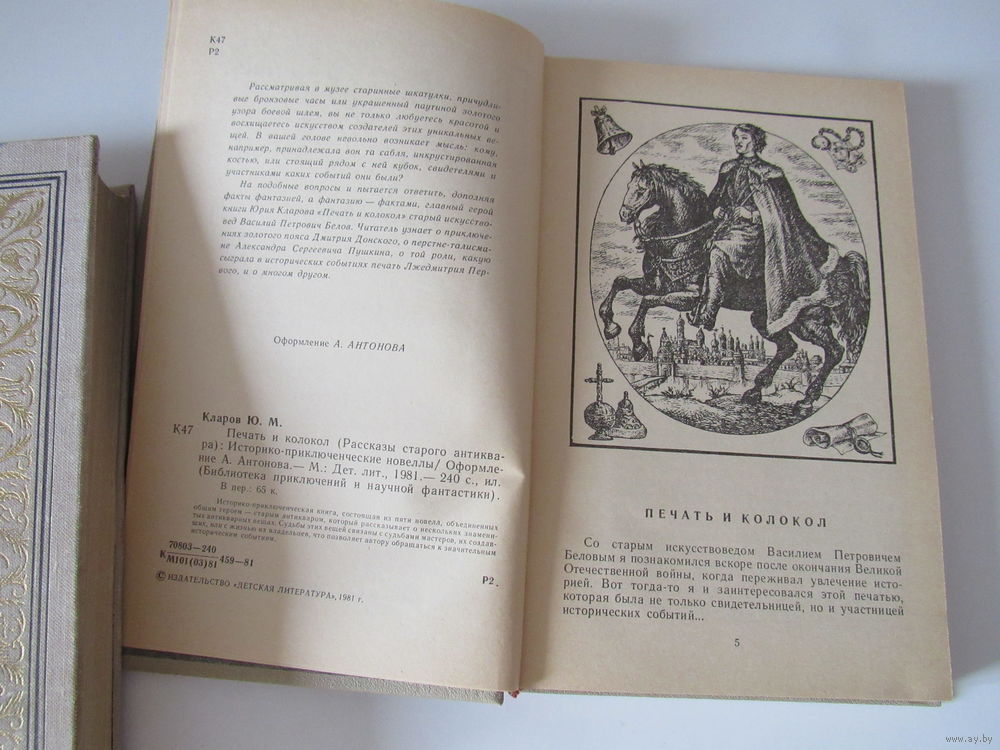 К47
Р2
Рассматривая в музее старинные шкатулки, причудли-
вые бронзовые часы или украшенный паутиной золотого
узора боевой шлем, вы не только любуетесь красотой и
восхищаетесь искусством создателей этих уникальных ве-
щей. В вашей голове невольно возникает мысль: кому,
например, принадлежала вон та сабля, инкрустированная
костью, или стоящий рядом с ней кубок, свидетелями и
участниками каких событий они были?
На подобные вопросы и пытается ответить, дополняя
факты фантазией, а фантазию — фактами, главный герой
книги Юрия Кларова «Печать и колокол» старый искусство-
вед Василий Петрович Белов. Читатель узнает о приключе-
ниях золотого пояса Дмитрия Донского, о перстне-талисма-
не Александра Сергеевича Пушкина, о той роли, какую
сыграла в исторических событиях печать Лжедмитрия Пер-
вого, и о многом другом.
Оформление А. АНТОНОВА
Кларов Ю. М.
К47 Печать и колокол (Рассказы старого антиква-
ра): Историко-приключенческие новеллы/ Оформле-
ние А. Антонова.— М.: Дет. лит., 1981.— 240 с., ил.
(Библиотека приключений и научной фантастики).
В пер.: 65 к.
Историко-приключенческая книга, состоящая из пяти новелл, объединенных
общим героем — старым антикваром, который рассказывает о нескольких знамени-
тых антикварных вещах. Судьбы этих вещей связаны с судьбами мастеров, их создав-
ших, или с жизнью их владельцев, что позволяет автору обращаться к значительным
историческим событиям.
70803—240
К 459—81
М101(03)81
Р2.
© ИЗДАТЕЛЬСТВО «ДЕТСКАЯ ЛИТЕРАТУРА», 1981 г.
ПЕЧАТЬ И КОЛОКОЛ
Со старым искусствоведом Василием Петровичем
Беловым я познакомился вскоре после окончания Великой
Отечественной войны, когда переживал увлечение исто-
рией. Вот тогда-то я и заинтересовался этой печатью,
которая была не только свидетельницей, но и участницей
исторических событий...
5
www.ay.by